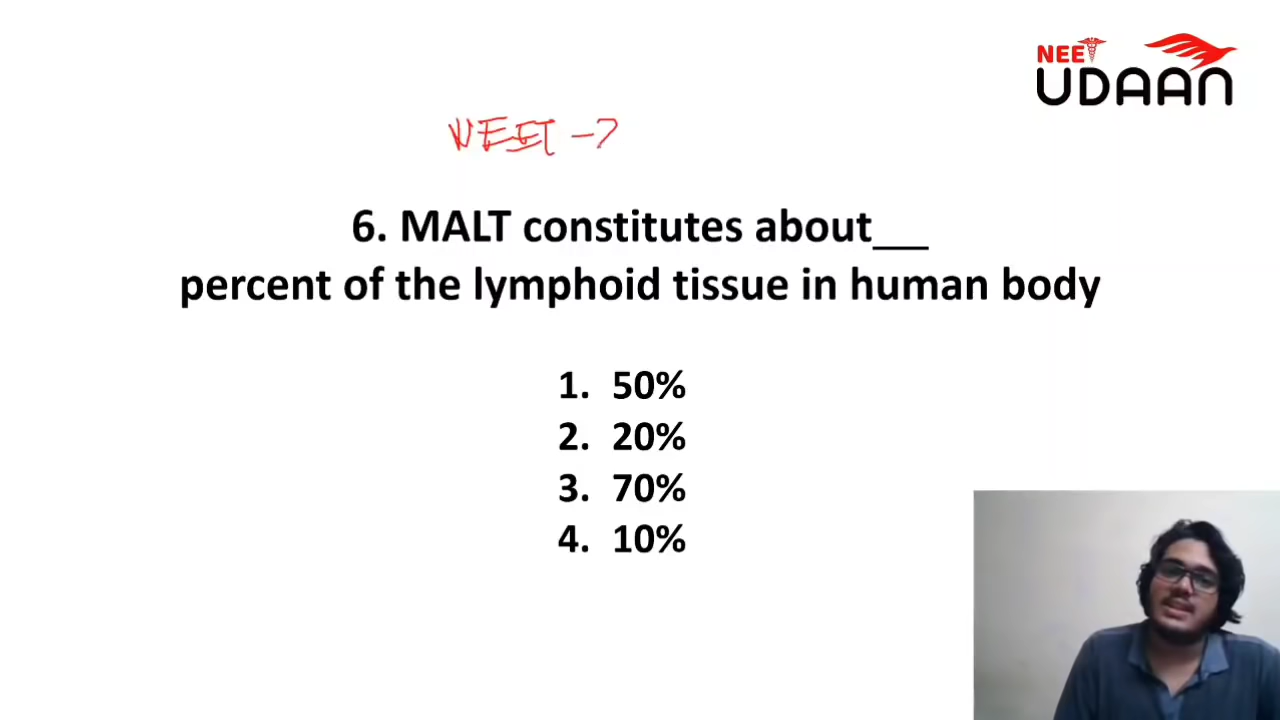 NEET
UDAAN
NEET -7
6. MALT constitutes about__
percent of the lymphoid tissue in human body
1. 50%
2. 20%
3. 70%
4. 10%